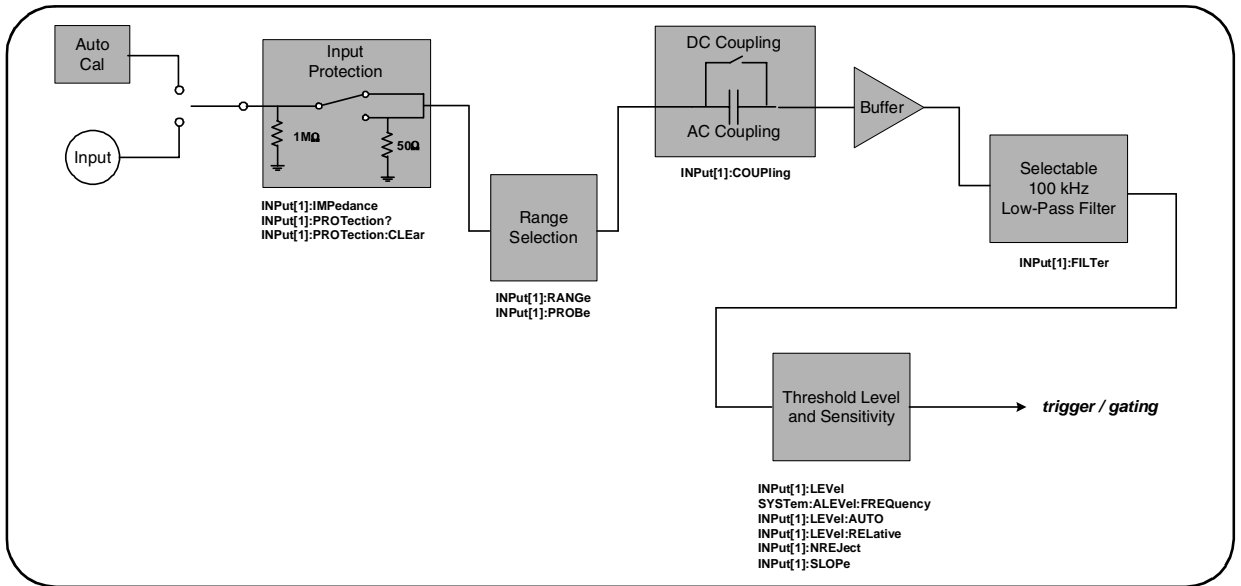 Auto
Cal
Input
Input
Protection
1MΩ
50Ω
INPut[1]:IMPedance
INPut[1]:PROTection?
INPut[1]:PROTection:CLEar
Range
Selection
INPut[1]:RANGe
INPut[1]:PROBe
DC Coupling
AC Coupling
INPut[1]:COUPling
Buffer
Selectable
100 kHz
Low-Pass Filter
INPut[1]:FILTer
Threshold Level
and Sensitivity
trigger / gating
INPut[1]:LEVel
SYSTem:ALEVel:FREQuency
INPut[1]:LEVel:AUTO
INPut[1]:LEVel:RELative
INPut[1]:NREJect
INPut[1]:SLOPe